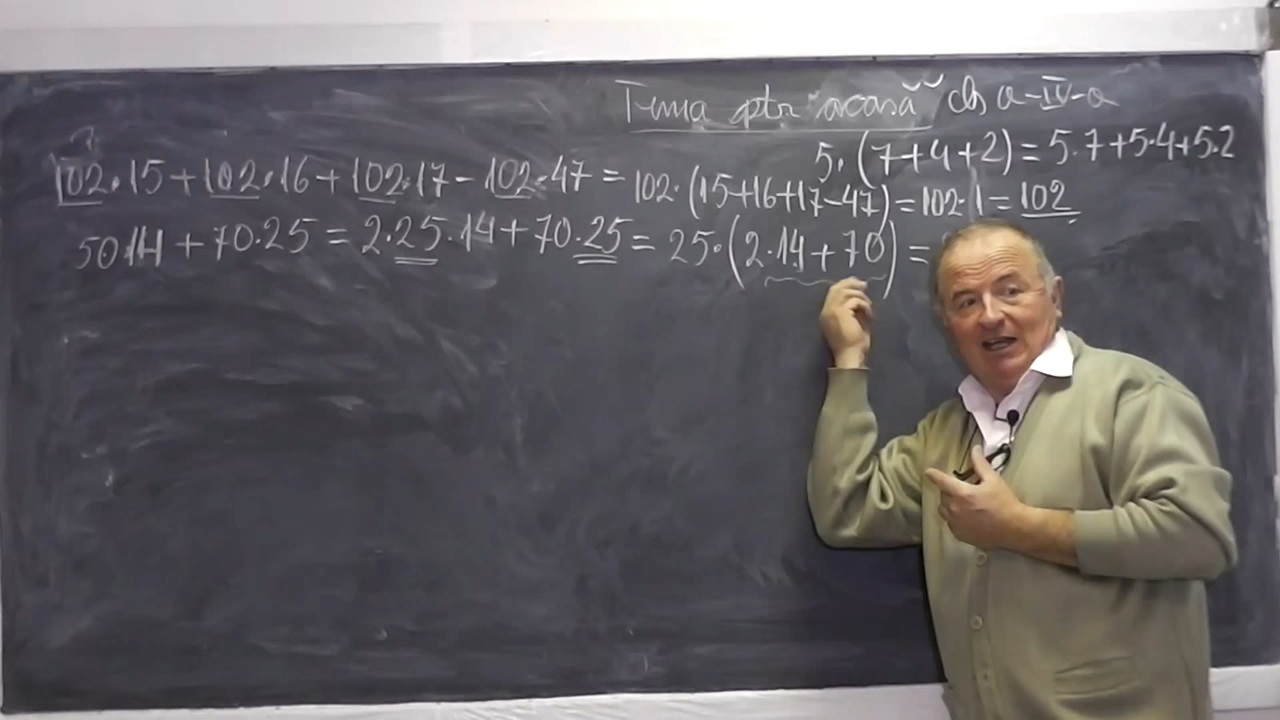 Tema ptr acasă cls a-IV-a
5·(7+4+2)=5·7+5·4+5·2
102·15+102·16+102·17-102·47=102·(15+16+17-47)=102·1=102
50·14+70·25=2·25·14+70·25=25·(2·14+70)=